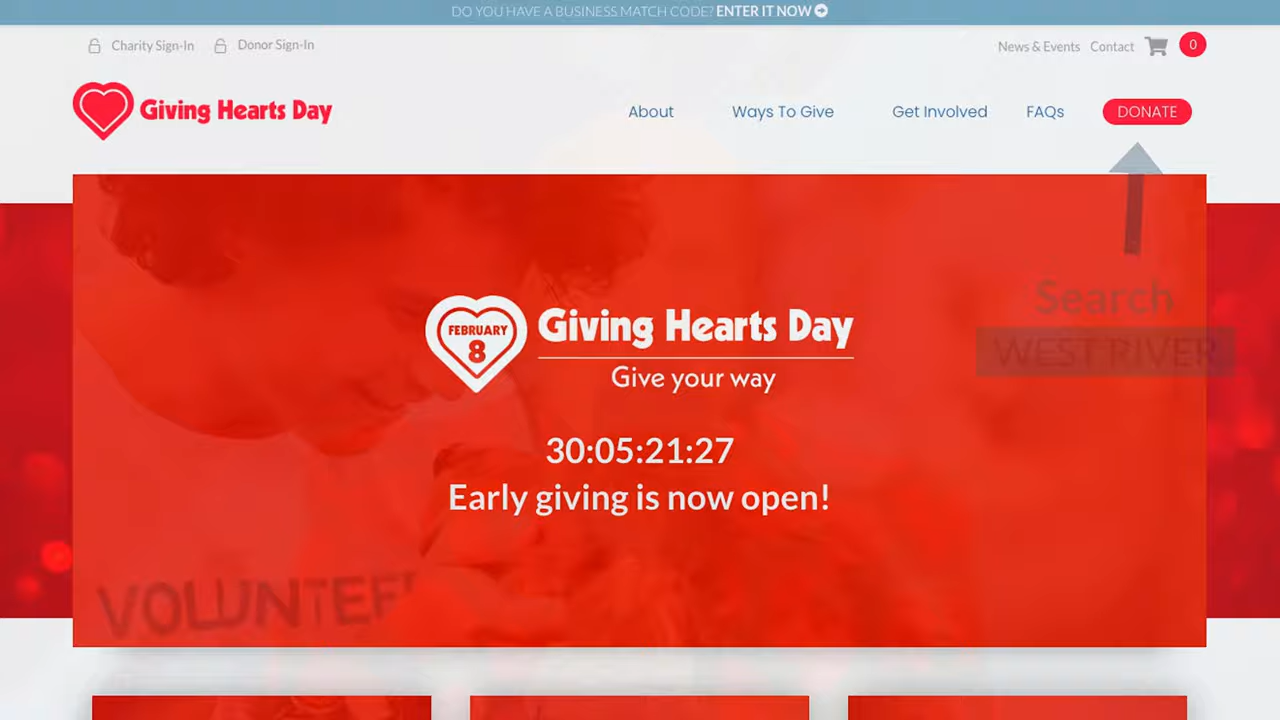 DO YOU HAVE A BUSINESS MATCH CODE? ENTER IT NOW
Charity Sign-In Donor Sign-In
News & Events Contact 0
Giving Hearts Day
About Ways To Give Get Involved FAQs DONATE
Search
WEST RIVER
FEBRUARY
8
Giving Hearts Day
Give your way
30:05:21:27
Early giving is now open!
VOLUNTEE